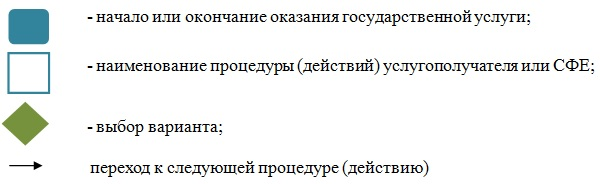 - начало или окончание оказания государственной услуги;
- наименование процедуры (действий) услугополучателя или СФЕ;
- выбор варианта;
переход к следующей процедуре (действию)